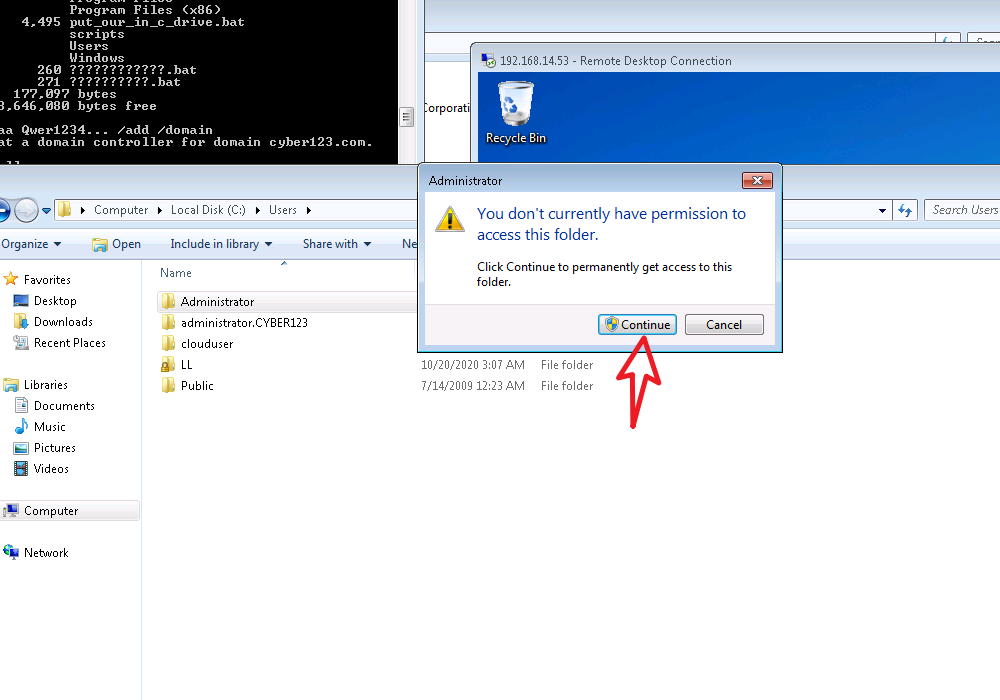 Program Files (x86)
4,495 put_our_in_c_drive.bat
scripts
Users
Windows
260 ????????????.bat
271 ??????????.bat
177,097 bytes
3,646,080 bytes free
aa Qwer1234... /add /domain
at a domain controller for domain cyber123.com.
Corporati
192.168.14.53 - Remote Desktop Connection
Recycle Bin
Administrator
You don't currently have permission to
access this folder.
Click Continue to permanently get access to this
folder.
Continue
Cancel
Computer
Local Disk (C:)
Users
Search Users
Organize
Open
Include in library
Share with
Ne
Favorites
Desktop
Downloads
Recent Places
Libraries
Documents
Music
Pictures
Videos
Computer
Network
Name
Administrator
administrator.CYBER123
clouduser
LL
10/20/2020 3:07 AM File folder
Public
7/14/2009 12:23 AM File folder